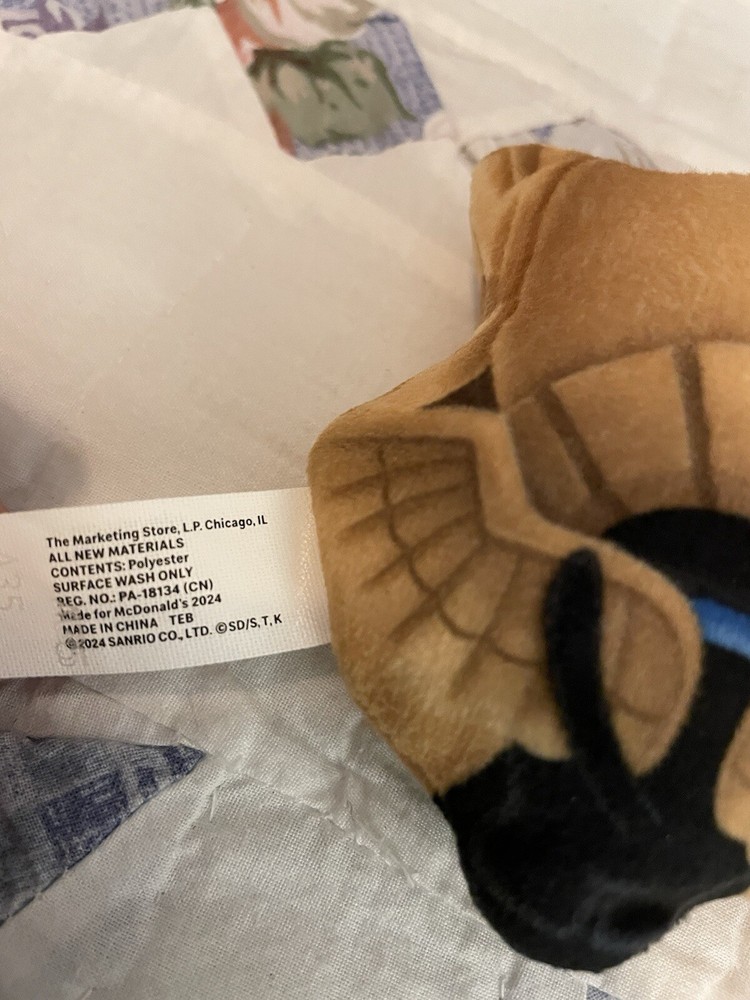 The Marketing Store, L.P. Chicago, IL
ALL NEW MATERIALS
CONTENTS: Polyester
SURFACE WASH ONLY
REG. NO.: PA-18134 (CN)
Made for McDonald's 2024
MADE IN CHINA TEB
©2024 SANRIO CO., LTD. ©SD/S, T, K